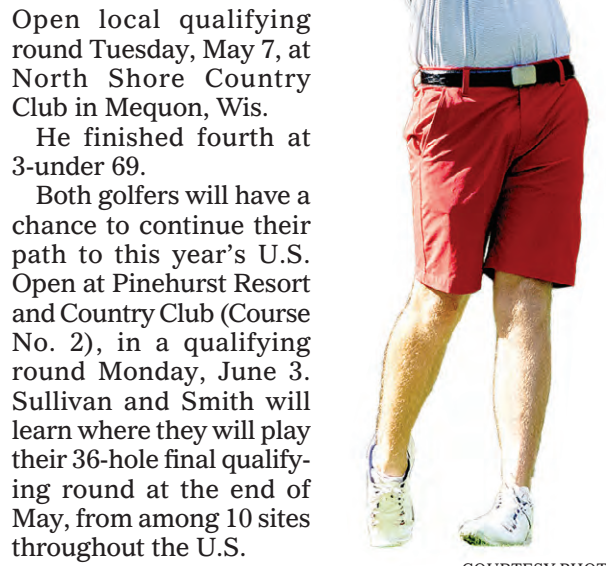 Open local qualifying
round Tuesday, May 7, at
North Shore Country
Club in Mequon, Wis.
He finished fourth at
3-under 69.
Both golfers will have a
chance to continue their
path to this year's U.S.
Open at Pinehurst Resort
and Country Club (Course
No. 2), in a qualifying
round Monday, June 3.
Sullivan and Smith will
learn where they will play
their 36-hole final qualify-
ing round at the end of
May, from among 10 sites
throughout the U.S.